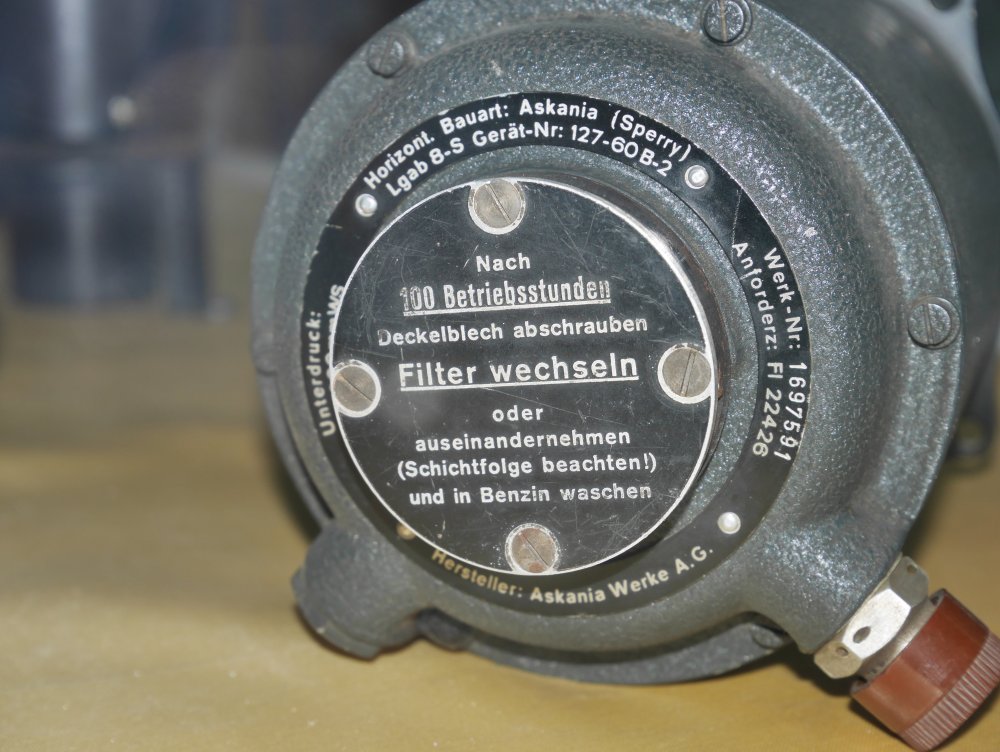 Horizont. Bauart: Askania (Sperry)
Lgab 8-S Gerät-Nr: 127-60 B-2
Werk-Nr: 1697591
Anforderz: Fl 22426
Unterdruck:
Hersteller: Askania Werke A.G.
Nach
100 Betriebsstunden
Deckelblech abschrauben
Filter wechseln
oder
auseinandernehmen
(Schichtfolge beachten!)
und in Benzin waschen